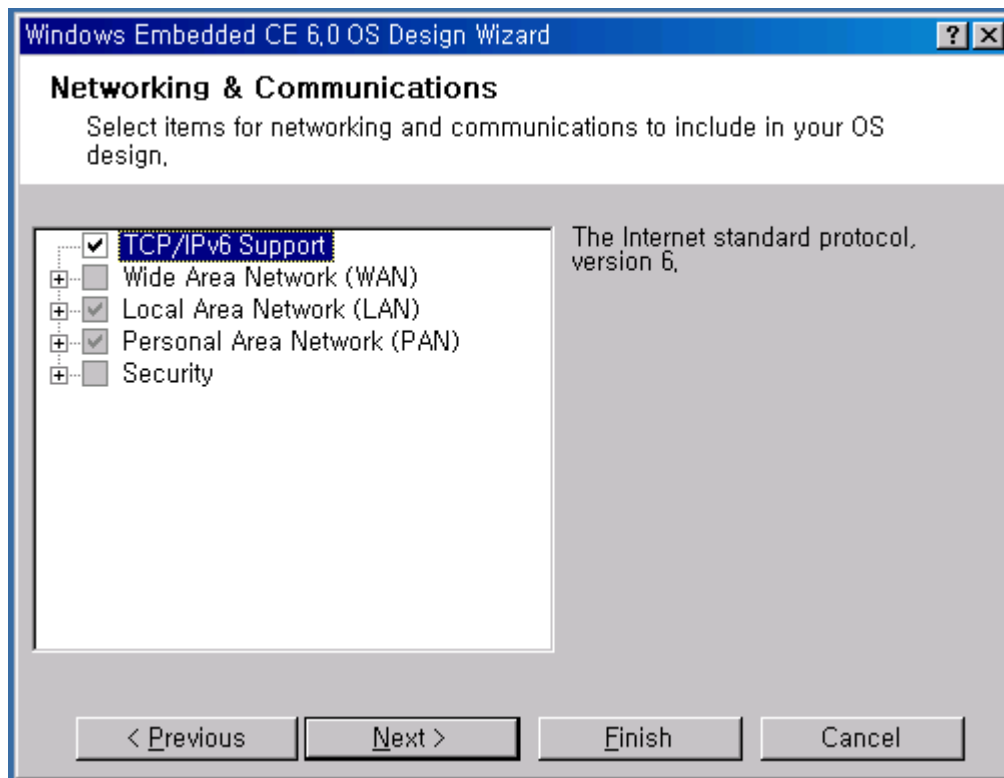 Windows Embedded CE 6.0 OS Design Wizard
Networking & Communications
Select items for networking and communications to include in your OS
design.
TCP/IPv6 Support
Wide Area Network (WAN)
Local Area Network (LAN)
Personal Area Network (PAN)
Security
The Internet standard protocol,
version 6.
< Previous
Next >
Finish
Cancel